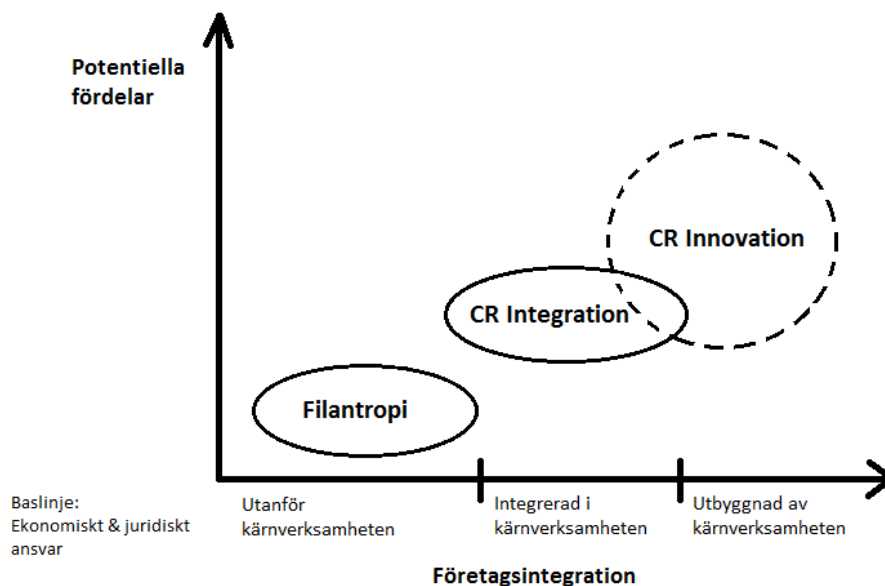 Potentiella
fördelar
CR Innovation
CR Integration
Filantropi
Baslinje:
Ekonomiskt & juridiskt
ansvar
Utanför
kärnverksamheten
Integrerad i
kärnverksamheten
Utbyggnad av
kärnverksamheten
Företagsintegration